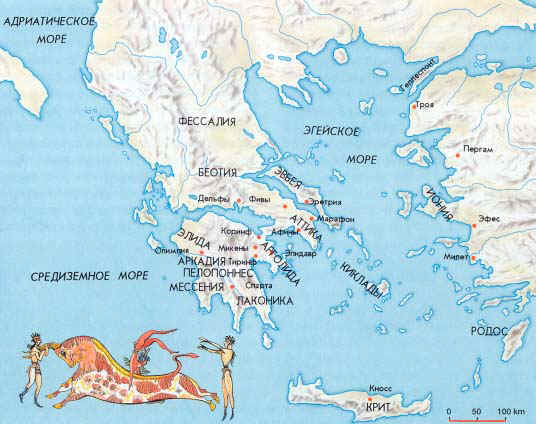 АДРИАТИЧЕСКОЕ
МОРЕ
Геллеспонт
Троя
ФЕССАЛИЯ
ЭГЕЙСКОЕ
МОРЕ
Пергам
БЕОТИЯ
ЭВБЕЯ
Дельфы
Фивы
Эретрия
ИОНИЯ
Марафон
АТТИКА
Эфес
ЭЛИДА
Коринф
Афины
Олимпия
Микены
АРГОЛИДА
Эпидавр
Милет
АРКАДИЯ
Тиринф
ПЕЛОПОННЕС
КИКЛАДЫ
СРЕДИЗЕМНОЕ МОРЕ
МЕССЕНИЯ
Спарта
ЛАКОНИКА
РОДОС
Кносс
КРИТ
0 50 100 km